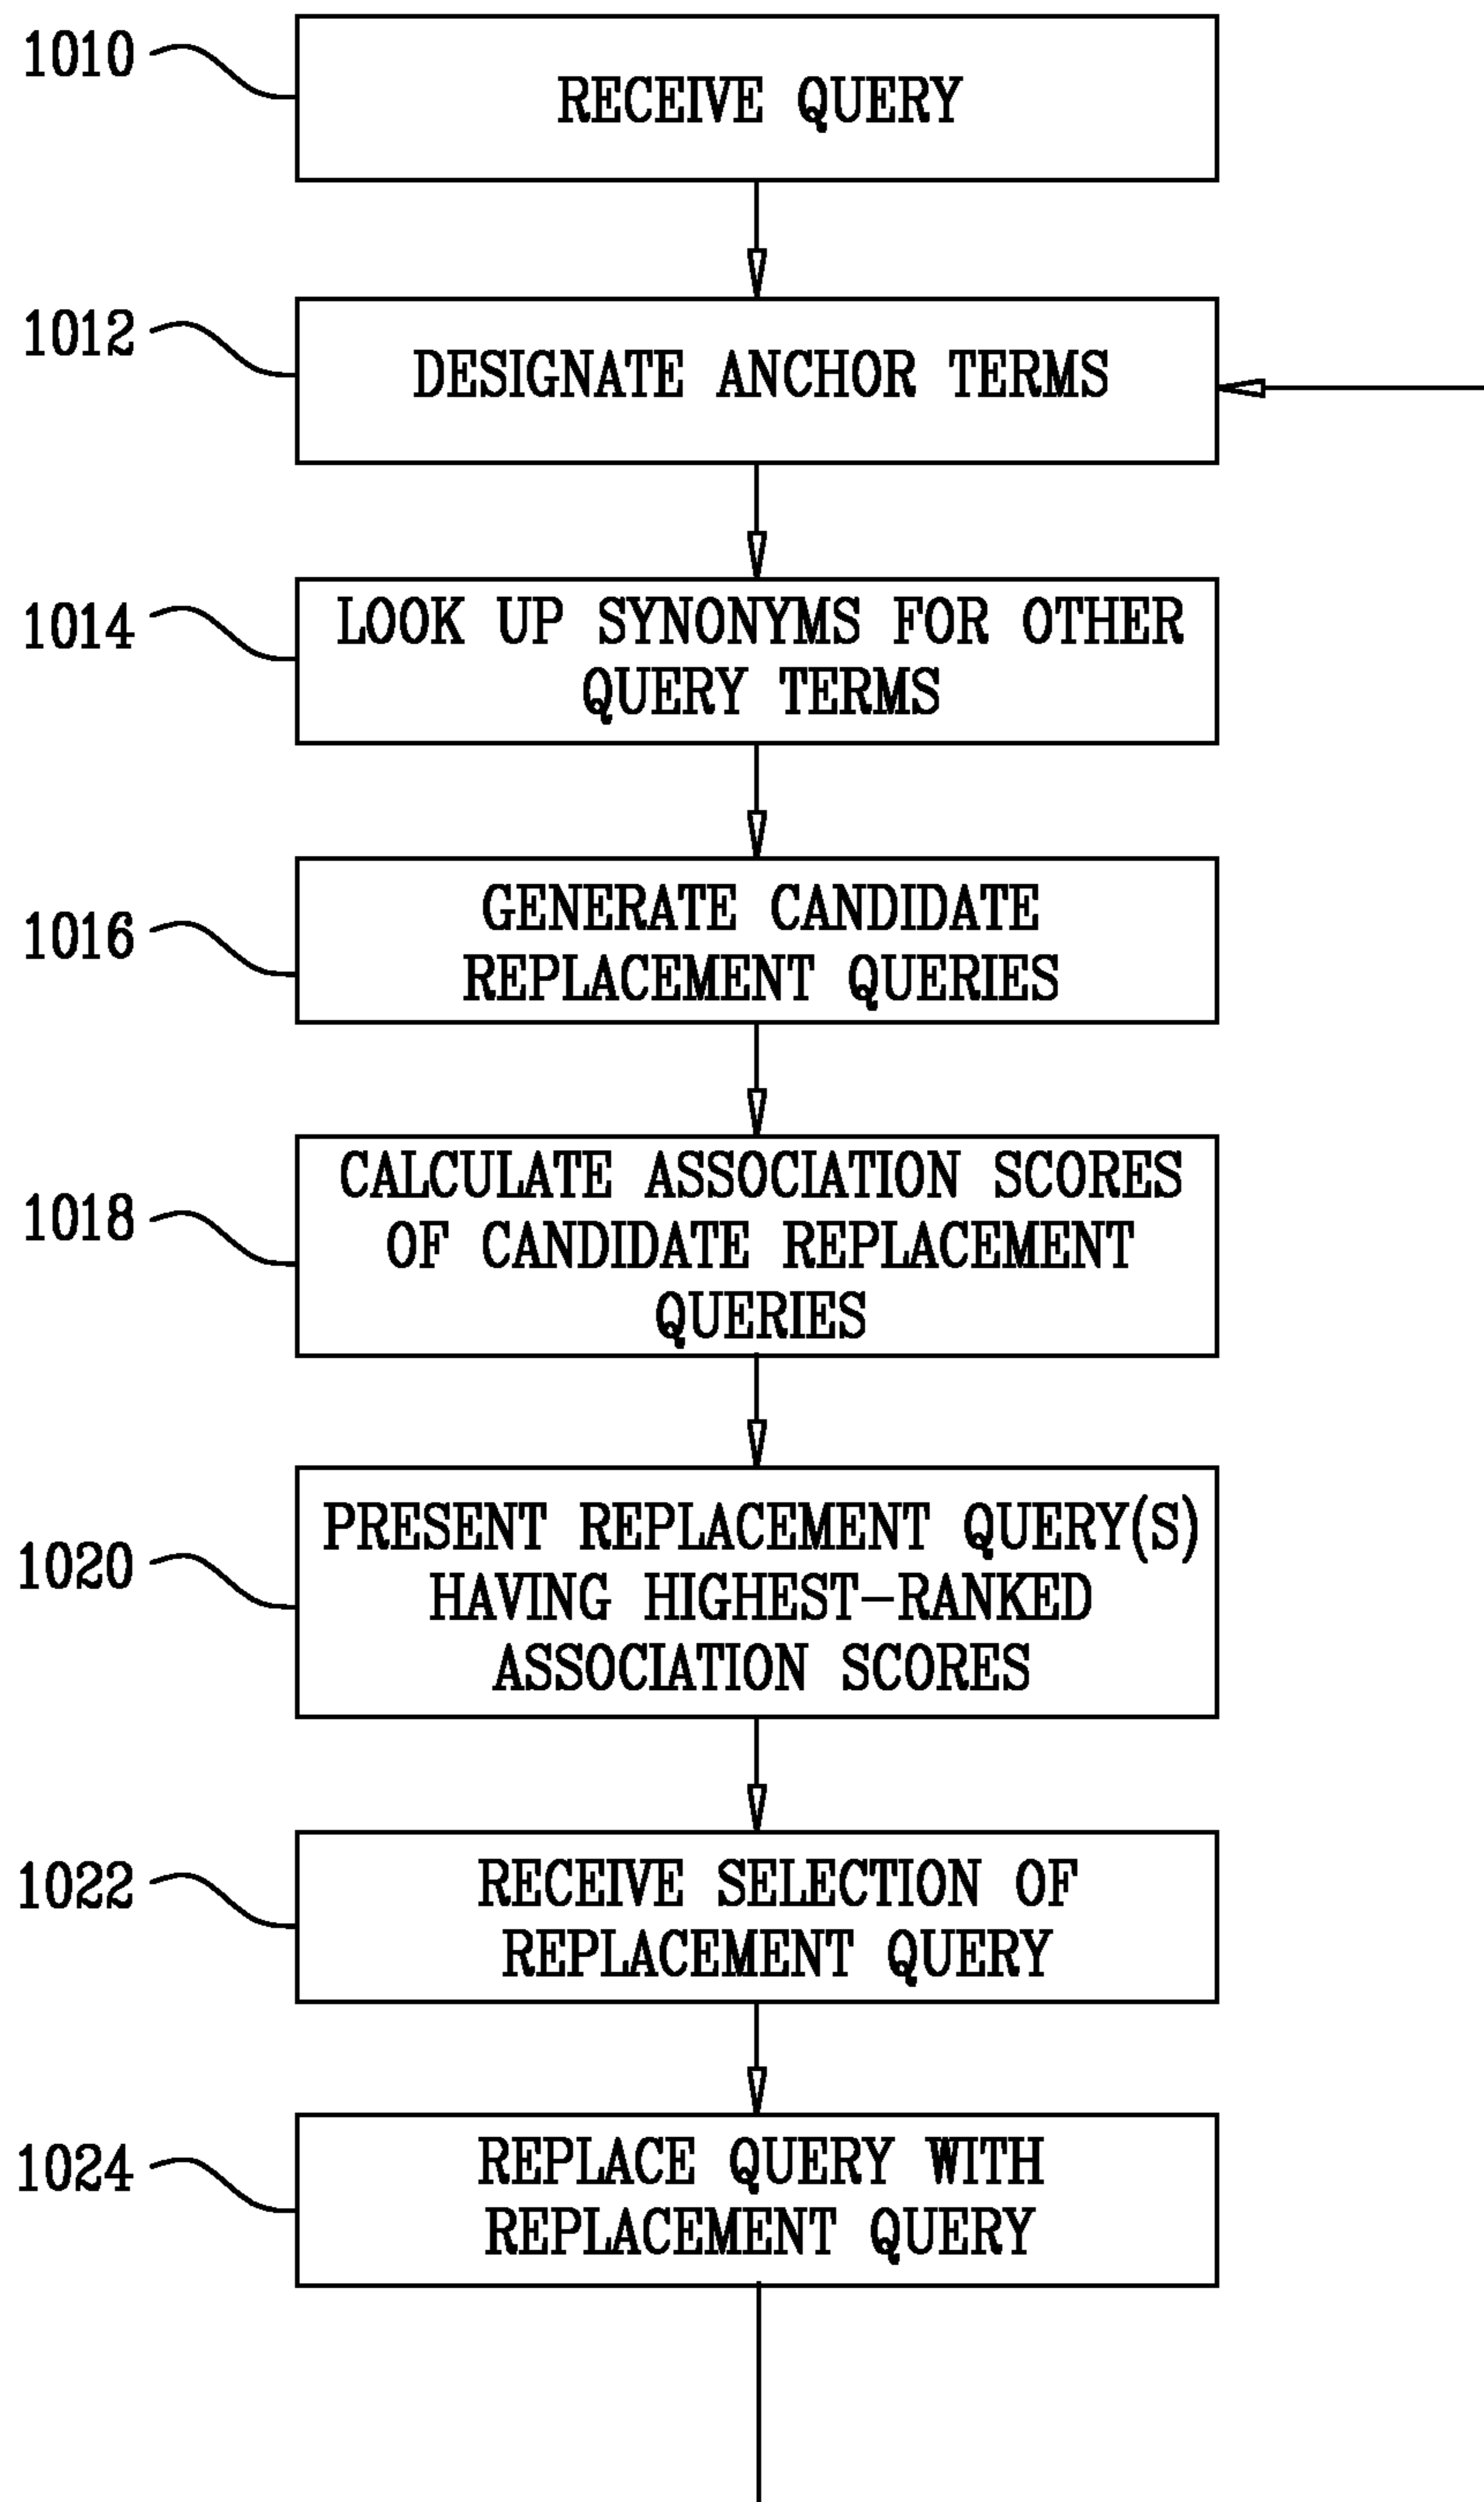 1010
RECEIVE QUERY
1012
DESIGNATE ANCHOR TERMS
1014
LOOK UP SYNONYMS FOR OTHER
QUERY TERMS
1016
GENERATE CANDIDATE
REPLACEMENT QUERIES
1018
CALCULATE ASSOCIATION SCORES
OF CANDIDATE REPLACEMENT
QUERIES
1020
PRESENT REPLACEMENT QUERY(S)
HAVING HIGHEST-RANKED
ASSOCIATION SCORES
1022
RECEIVE SELECTION OF
REPLACEMENT QUERY
1024
REPLACE QUERY WITH
REPLACEMENT QUERY